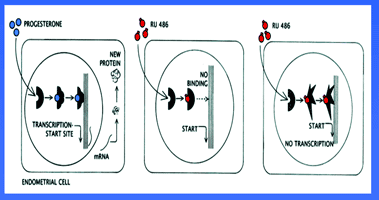 PROGESTERONE
NEW
PROTEIN
TRANSCRIPTION-
START SITE
mRNA
ENDOMETRIAL CELL
RU 486
NO
BINDING
START
RU 486
START
NO TRANSCRIPTION